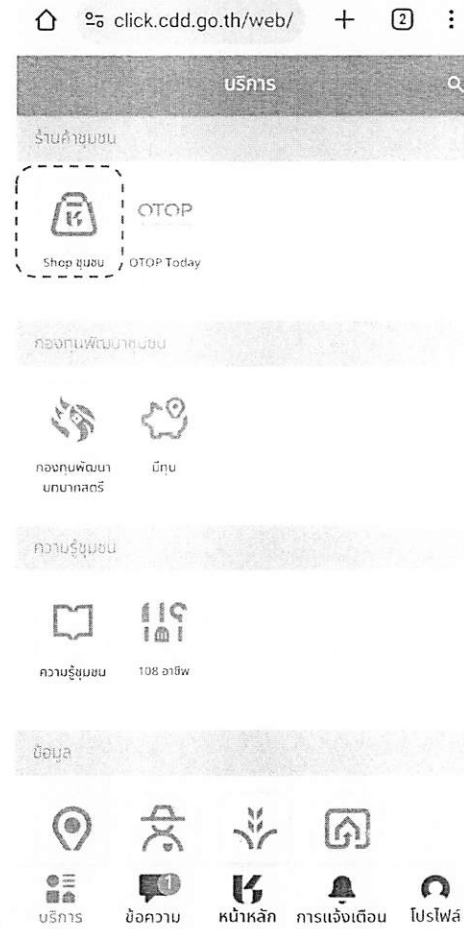 click.cdd.go.th/web/ + 2
บริการ
ร้านค้าชุมชน
OTOP
Shop ชุมชน OTOP Today
กองทุนพัฒนาชุมชน
กองทุนพัฒนา มีทุน
บทบาทสตรี
ความรู้ชุมชน
ความรู้ชุมชน 108 อาชีพ
ข้อมูล
1
บริการ ข้อความ หน้าหลัก การแจ้งเตือน โปรไฟล์